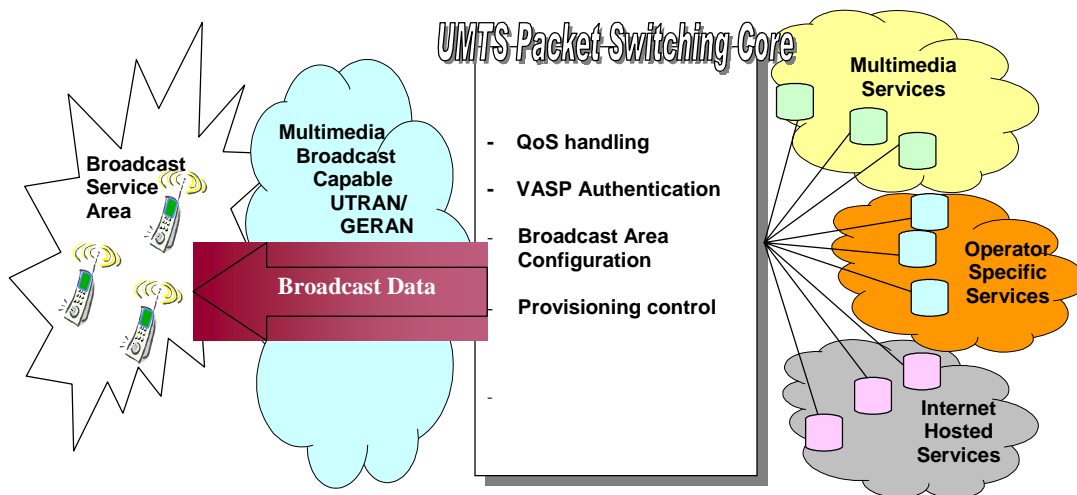 UMTS Packet Switching Core
Broadcast
Service
Area
Multimedia
Broadcast
Capable
UTRAN/
GERAN
Broadcast Data
- QoS handling
- VASP Authentication
- Broadcast Area
Configuration
- Provisioning control
-
Multimedia
Services
Operator
Specific
Services
Internet
Hosted
Services